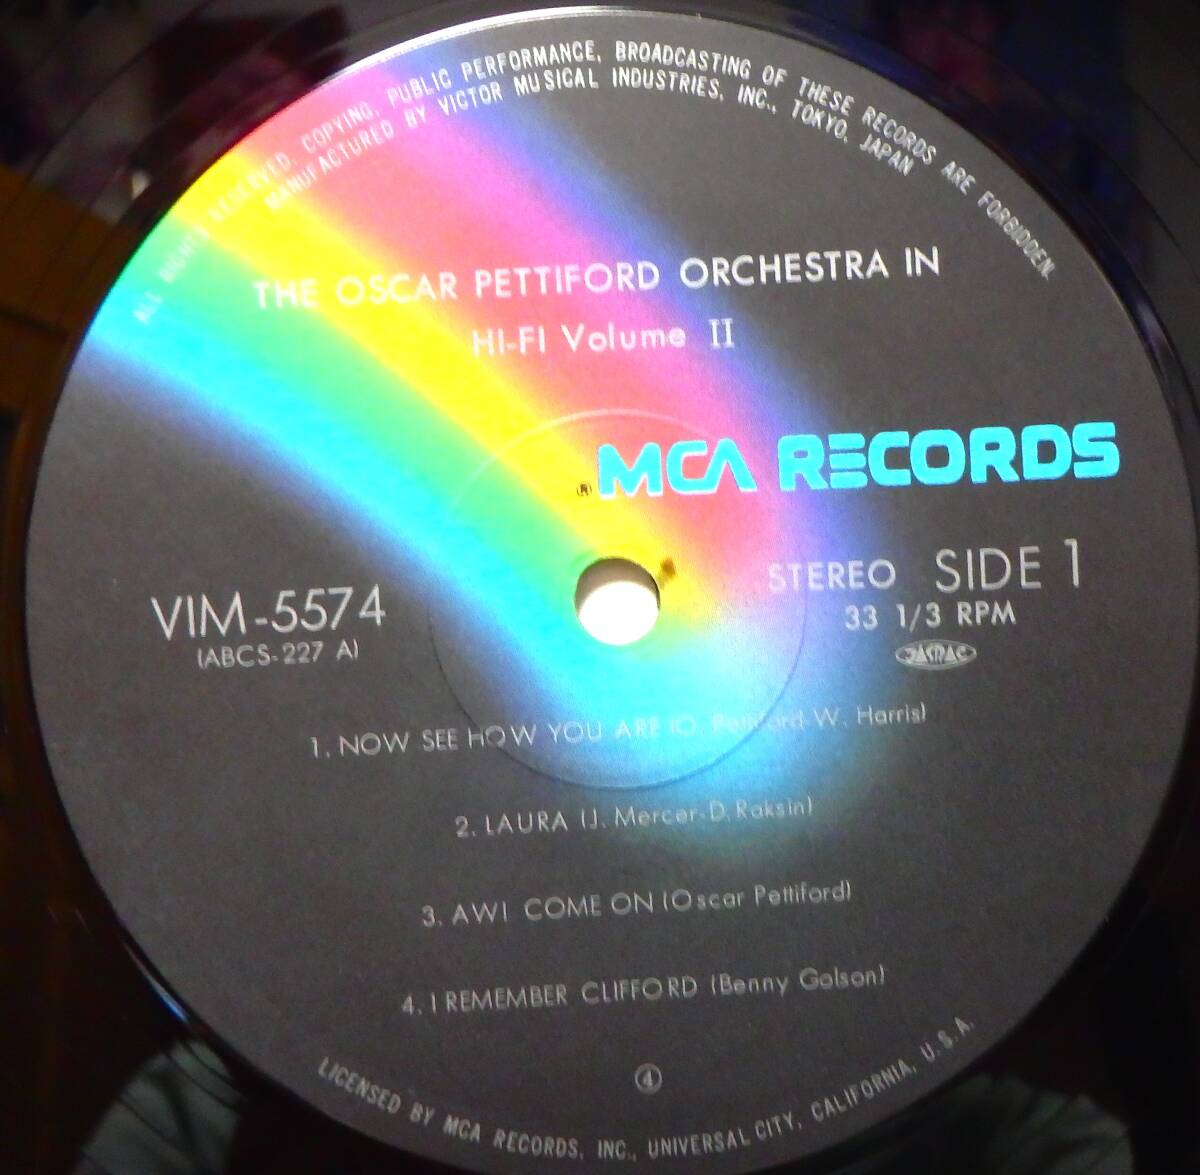 ALL RIGHTS RESERVED. COPYING, PUBLIC PERFORMANCE, BROADCASTING OF THESE RECORDS ARE FORBIDDEN.
MANUFACTURED BY VICTOR MUSICAL INDUSTRIES, INC., TOKYO, JAPAN
THE OSCAR PETTIFORD ORCHESTRA IN
HI-FI Volume II
® MCA RECORDS
STEREO SIDE 1
33 1/3 RPM
JASRAC
VIM-5574
(ABCS-227 A)
1. NOW SEE HOW YOU ARE (O. Pettiford-W. Harris)
2. LAURA (J. Mercer-D. Raksin)
3. AW! COME ON (Oscar Pettiford)
4. I REMEMBER CLIFFORD (Benny Golson)
④
LICENSED BY MCA RECORDS, INC., UNIVERSAL CITY, CALIFORNIA, U.S.A.